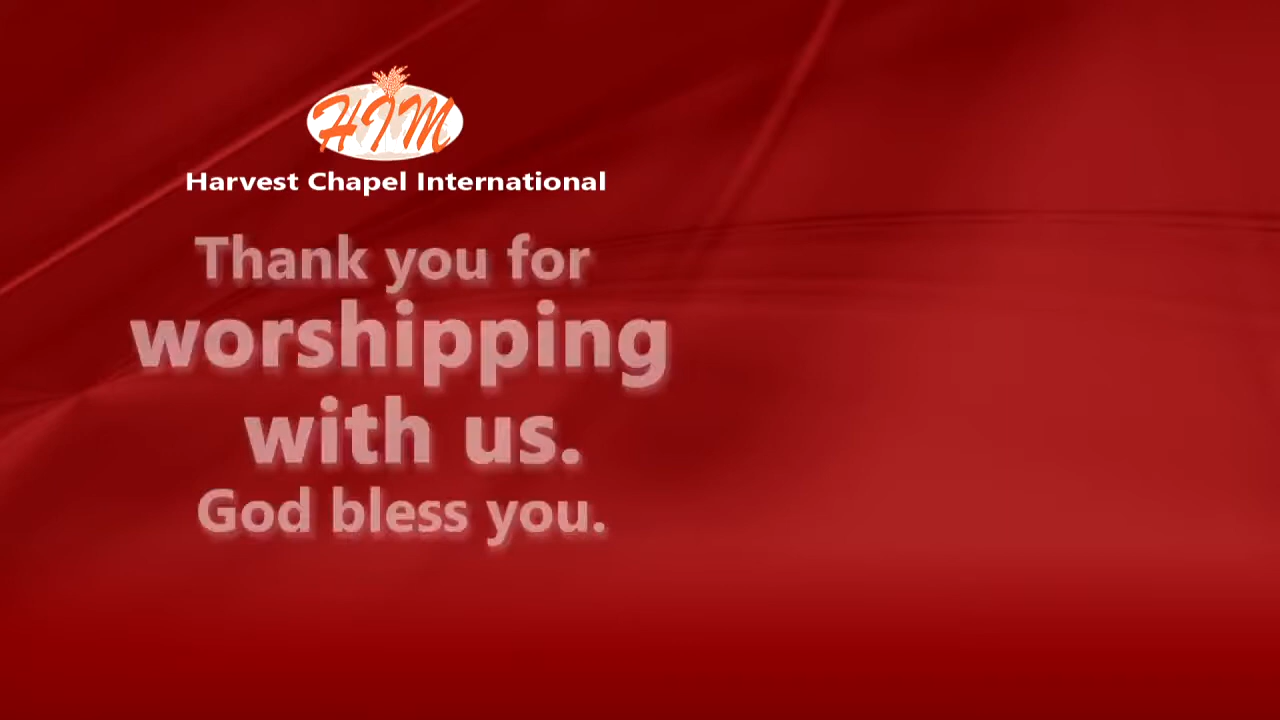 HIM
Harvest Chapel International
Thank you for
worshipping
with us.
God bless you.